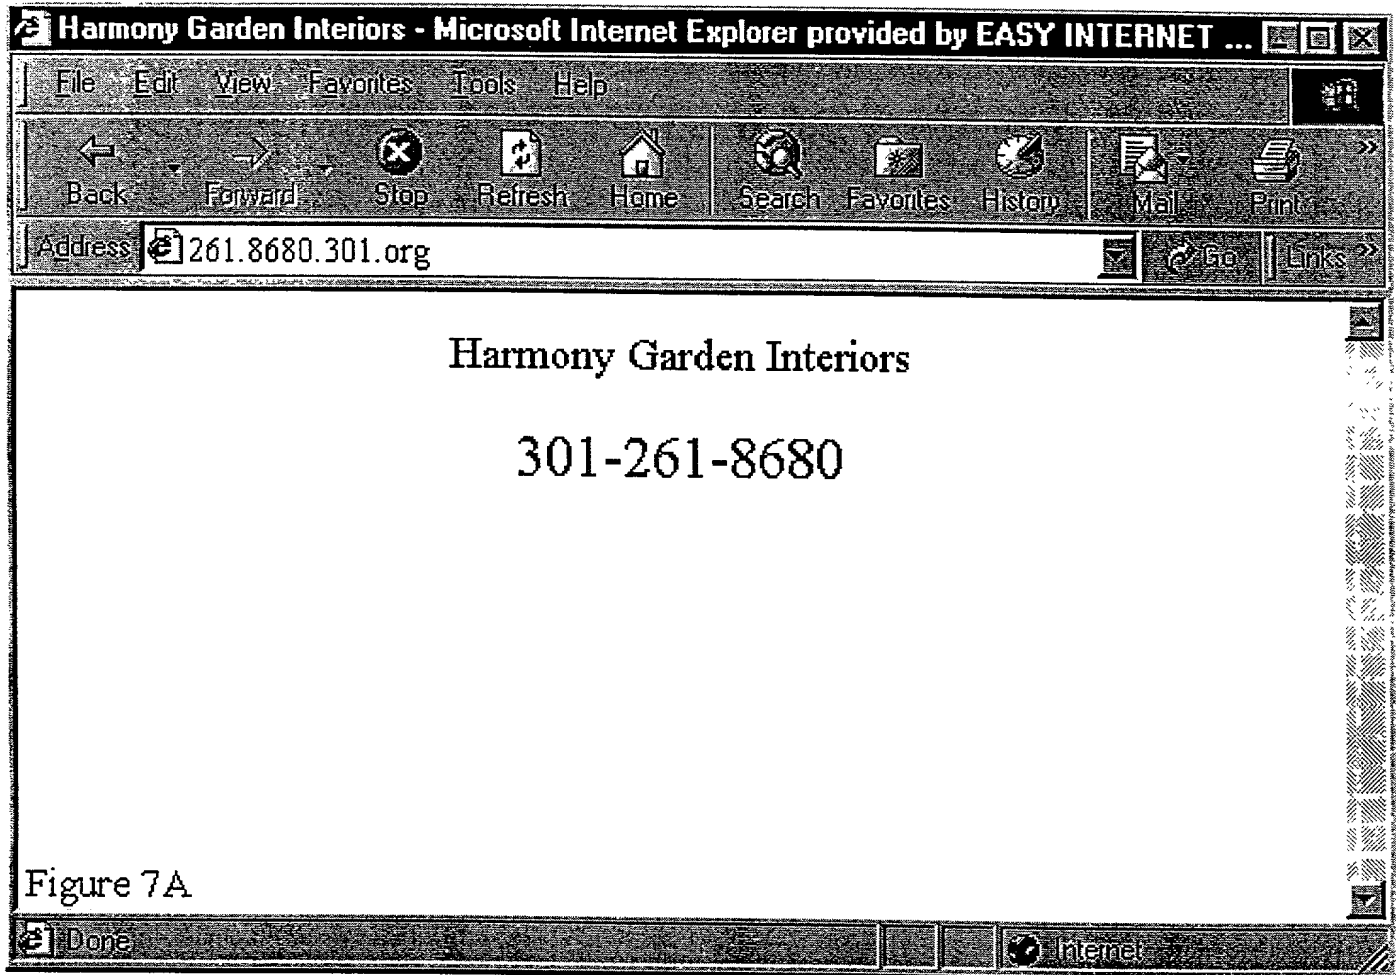 Harmony Garden Interiors - Microsoft Internet Explorer provided by EASY INTERNET ...
File Edit View Favorites Tools Help
Back Forward Stop Refresh Home Search Favorites History Mail Print »
Address 261.8680.301.org Go Links »
Harmony Garden Interiors
301-261-8680
Figure 7A
Done Internet